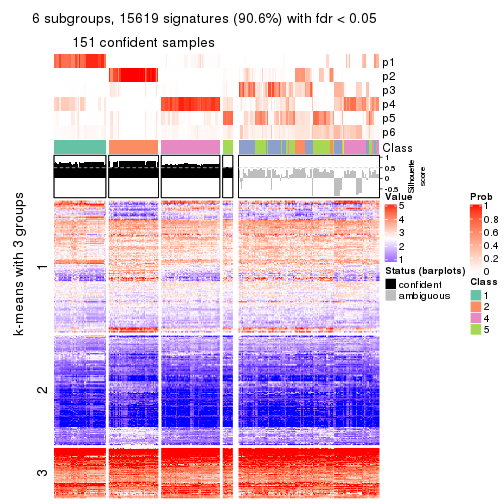 6 subgroups, 15619 signatures (90.6%) with fdr < 0.05
151 confident samples
p1
p2
p3
p4
p5
p6
Class
1
0.5
0
-0.5
Silhouette
score
k-means with 3 groups
1
2
3
Value
5
4
3
2
1
Status (barplots)
confident
ambiguous
Prob
1
0.8
0.6
0.4
0.2
0
Class
1
2
4
5